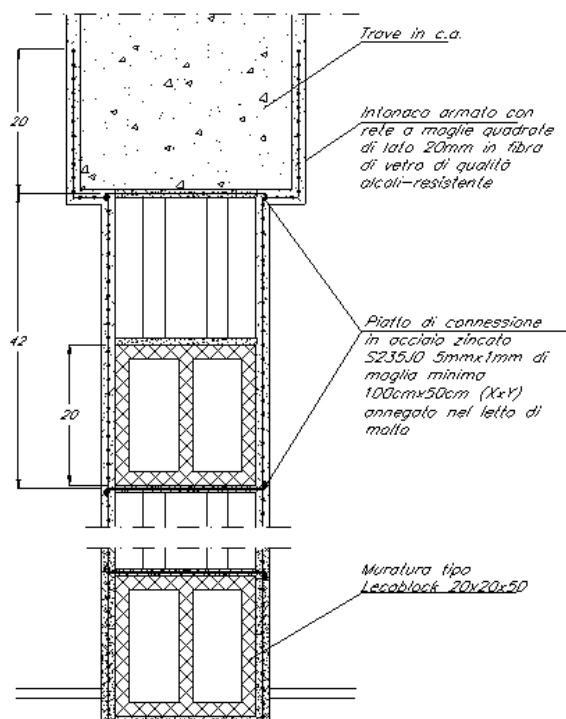 Trave in c.a.
20
Intonaco armato con
rete a maglie quadrate
di lato 20mm in fibra
di vetro di qualità
alcali-resistente
42
Piatto di connessione
in acciaio zincato
S235J0 5mmx1mm di
maglia minima
100cmx50cm (XxY)
annegato nel letto di
malta
20
Muratura tipo
Lecablock 20x20x50